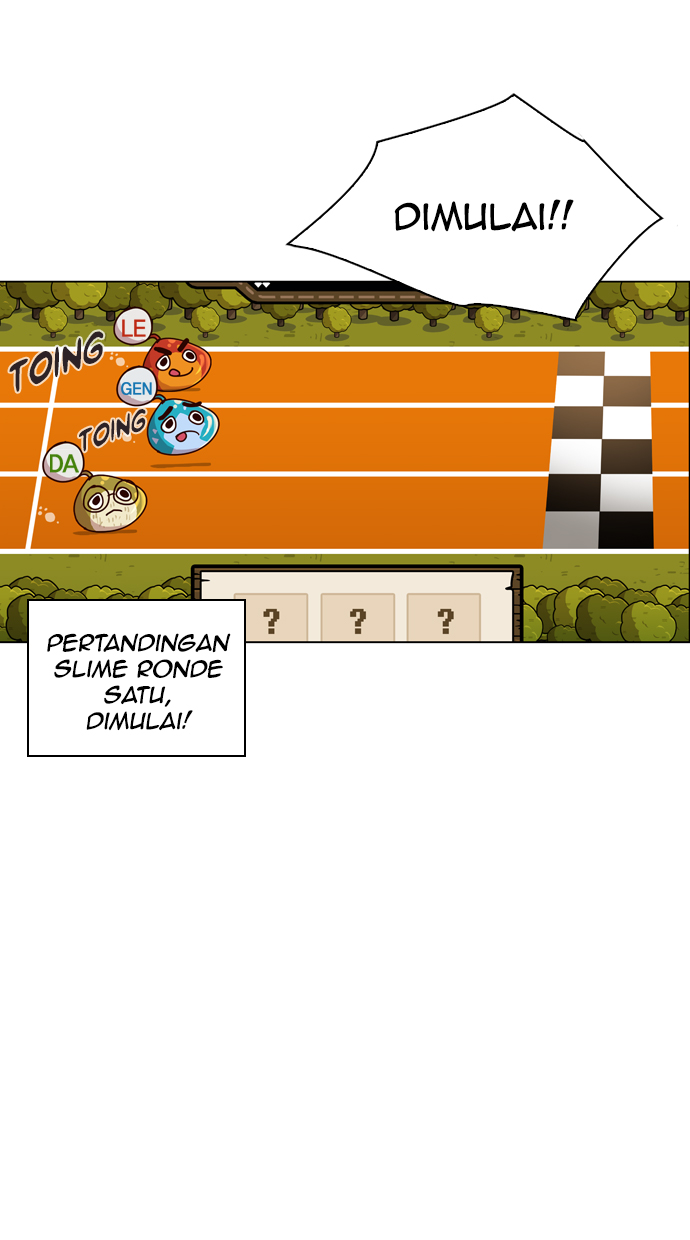 DIMULAI!!
TOING
LE
GEN
TOING
DA
? ? ?
PERTANDINGAN
SLIME RONDE
SATU,
DIMULAI!